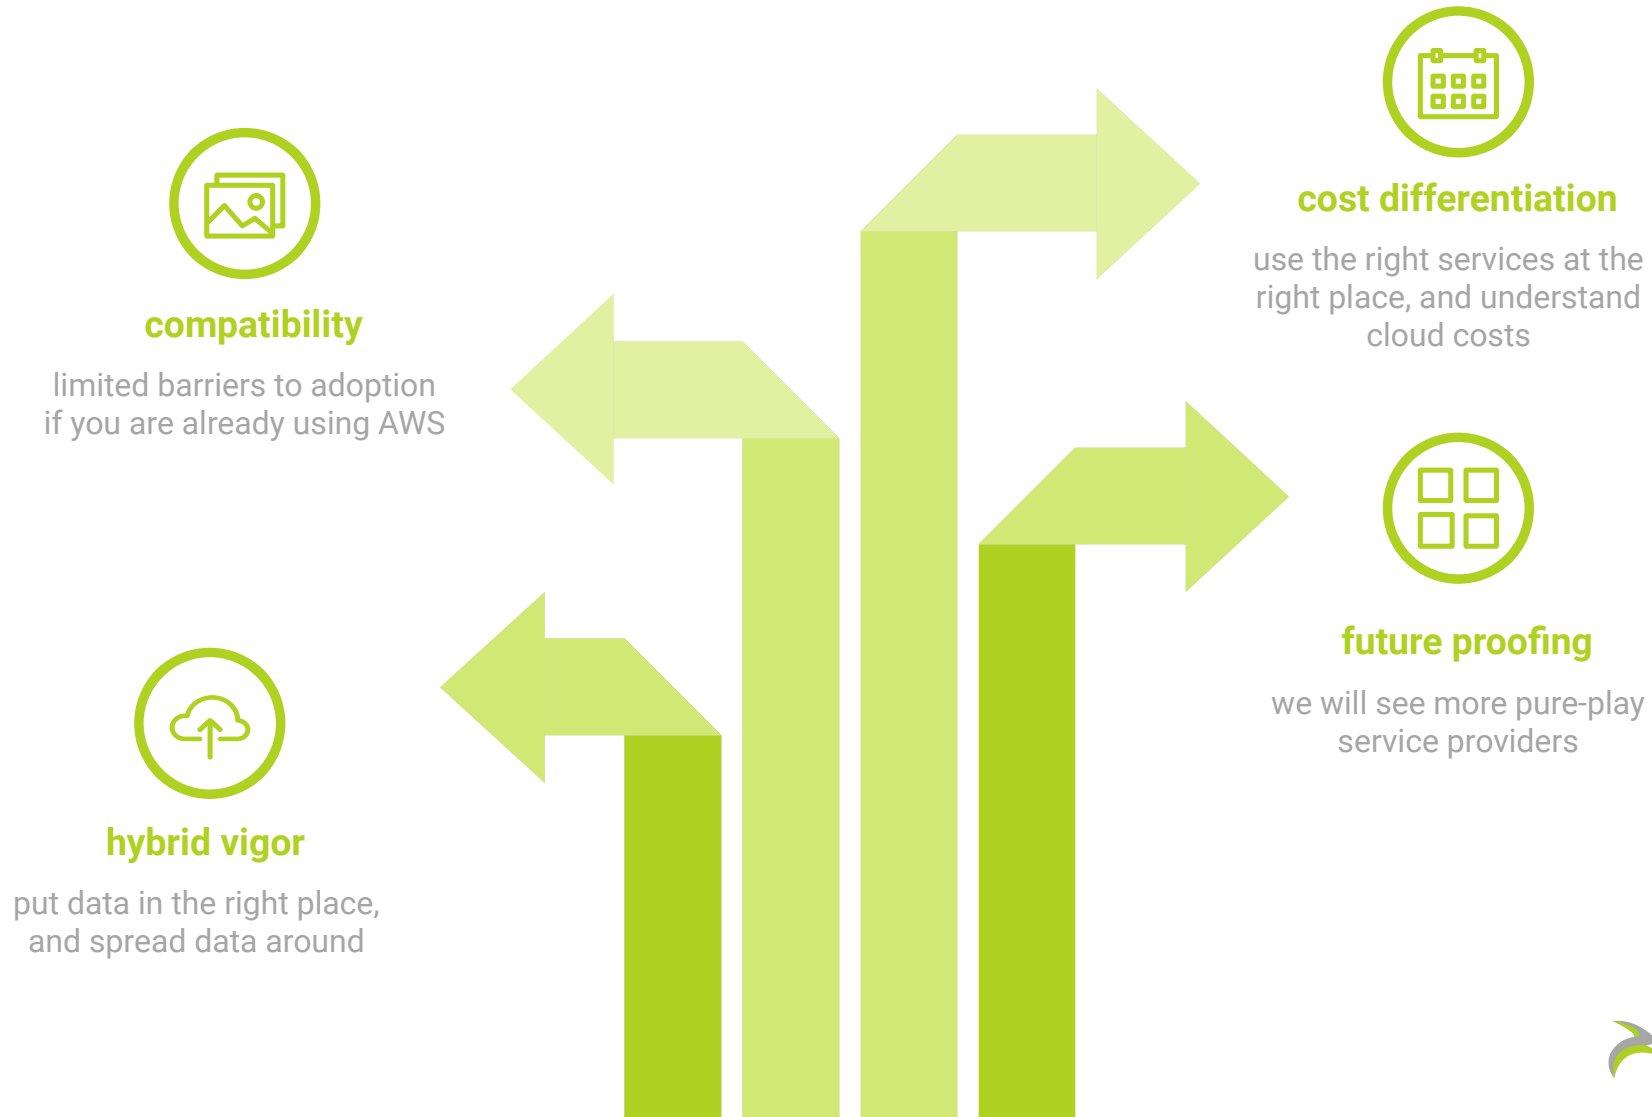 compatibility
limited barriers to adoption
if you are already using AWS
hybrid vigor
put data in the right place,
and spread data around
cost differentiation
use the right services at the
right place, and understand
cloud costs
future proofing
we will see more pure-play
service providers